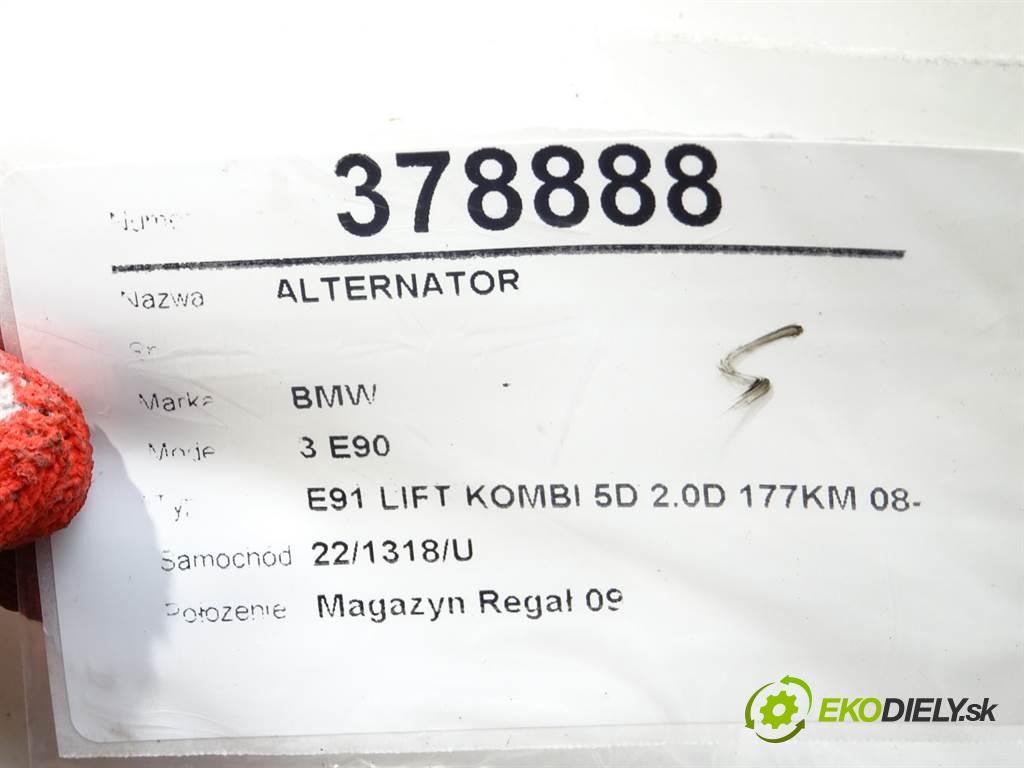 378888
Nazwa ALTERNATOR
Marka BMW
3 E90
E91 LIFT KOMBI 5D 2.0D 177KM 08-
Samochód 22/1318/U
Położenie Magazyn Regał 09
EKODIELY.sk